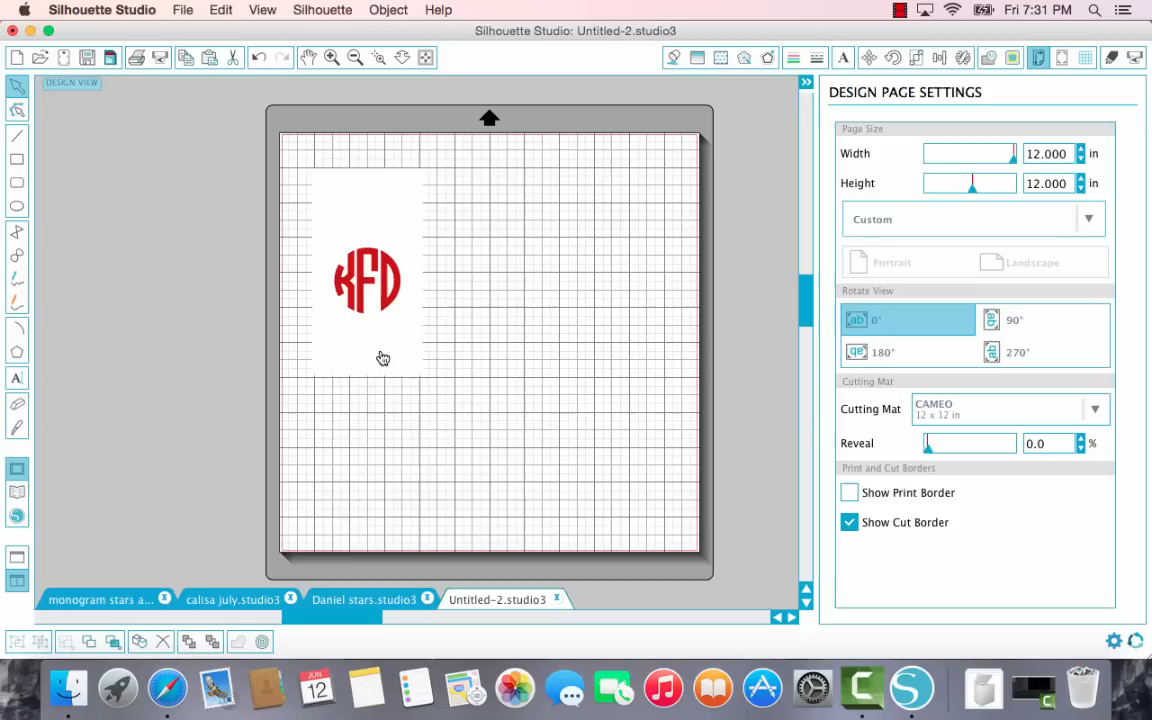 Silhouette Studio File Edit View Silhouette Object Help Fri 7:31 PM
Silhouette Studio: Untitled-2.studio3
DESIGN VIEW
KFD
DESIGN PAGE SETTINGS
Page Size
Width 12.000 in
Height 12.000 in
Custom
Portrait Landscape
Rotate View
ab 0° ab 90°
ab 180° ab 270°
Cutting Mat
Cutting Mat CAMEO
12 x 12 in
Reveal 0.0 %
Print and Cut Borders
Show Print Border
Show Cut Border
monogram stars a... calisa july.studio3 Daniel stars.studio3 Untitled-2.studio3
JUN
12